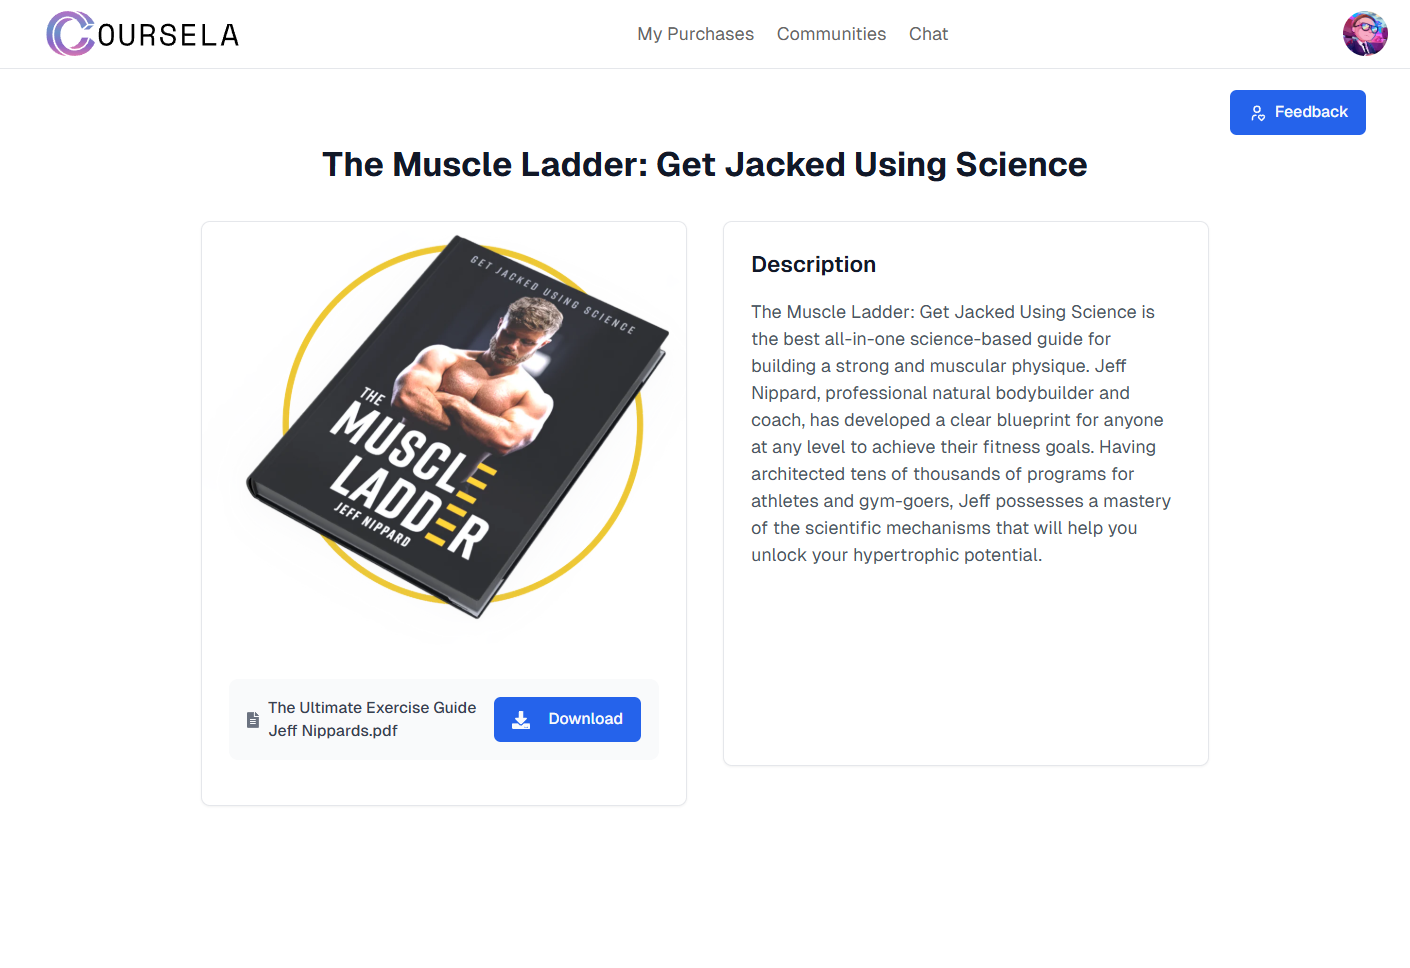 COURSELA
My Purchases Communities Chat
Feedback
The Muscle Ladder: Get Jacked Using Science
GET JACKED USING SCIENCE
THE
MUSCLE
LADDER
JEFF NIPPARD
The Ultimate Exercise Guide
Jeff Nippards.pdf
Download
Description
The Muscle Ladder: Get Jacked Using Science is
the best all-in-one science-based guide for
building a strong and muscular physique. Jeff
Nippard, professional natural bodybuilder and
coach, has developed a clear blueprint for anyone
at any level to achieve their fitness goals. Having
architected tens of thousands of programs for
athletes and gym-goers, Jeff possesses a mastery
of the scientific mechanisms that will help you
unlock your hypertrophic potential.